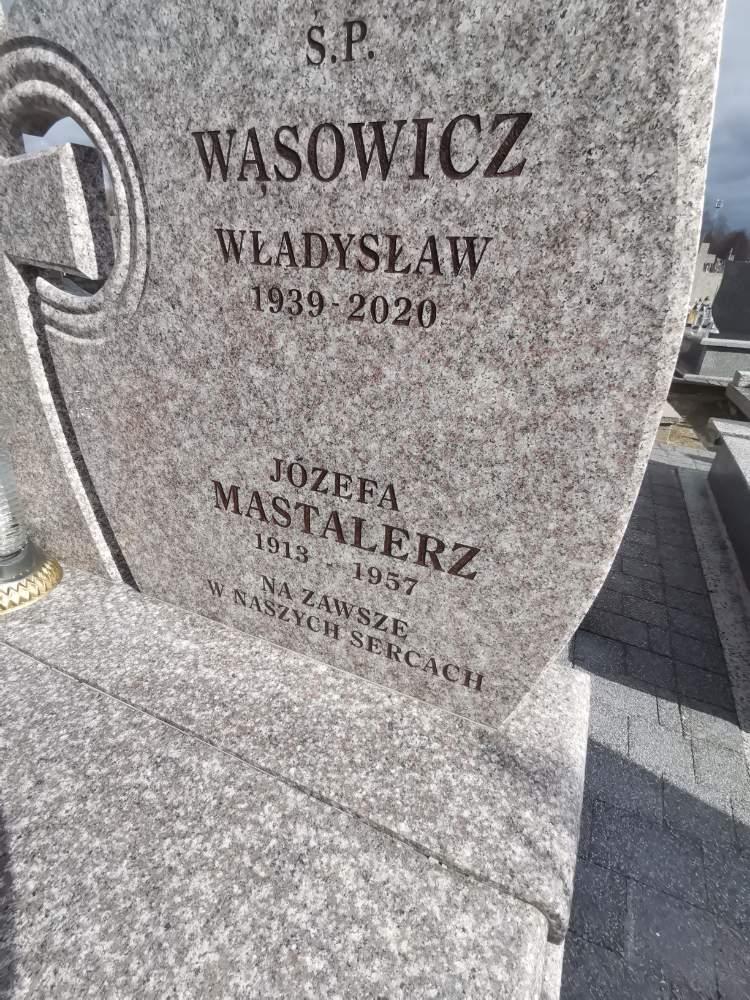 Ś.P.
WĄSOWICZ
WŁADYSŁAW
1939-2020
JÓZEFA
MASTALERZ
1913 - 1957
NA ZAWSZE
W NASZYCH SERCACH